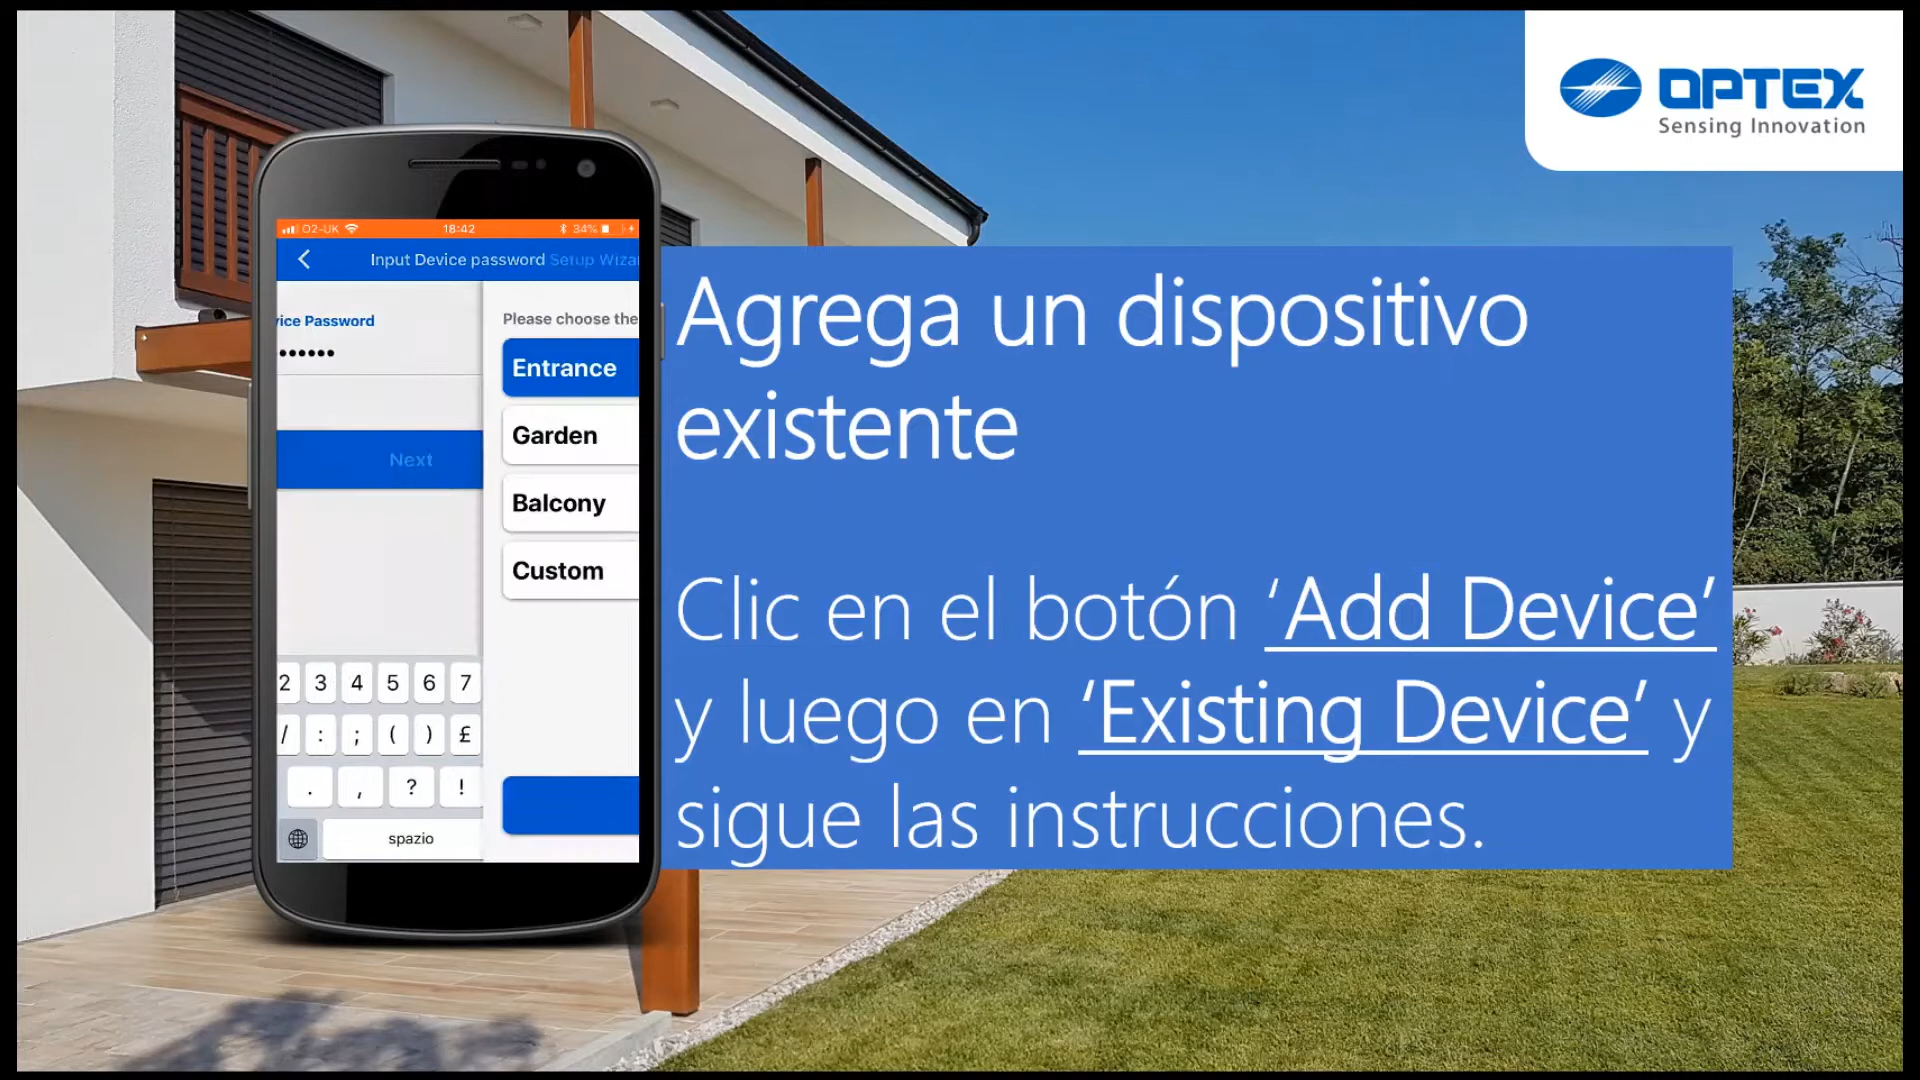 OPTEX
Sensing Innovation
O2-UK 18:42 34%
Input Device password Setup Wizar
vice Password
••••••
Next
Please choose the
Entrance
Garden
Balcony
Custom
2 3 4 5 6 7
/ : ; ( ) £
. , ? !
spazio
Agrega un dispositivo
existente
Clic en el botón ‘Add Device’
y luego en ‘Existing Device’ y
sigue las instrucciones.